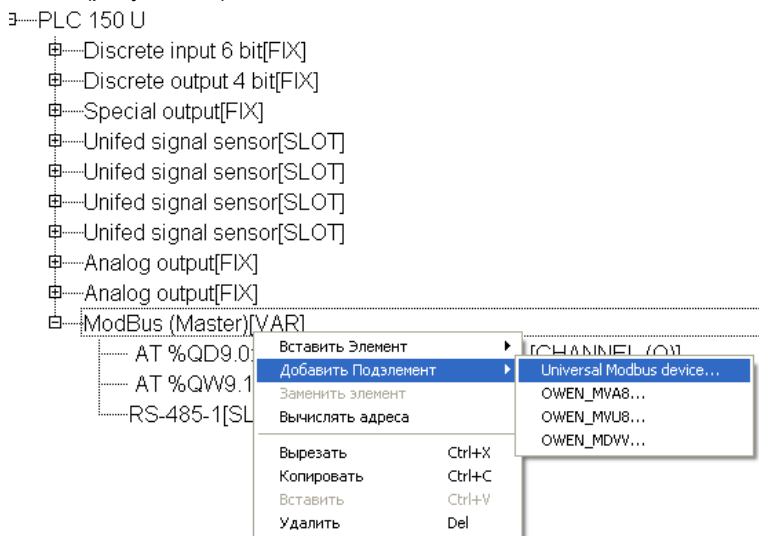 PLC 150 U
Discrete input 6 bit[FIX]
Discrete output 4 bit[FIX]
Special output[FIX]
Unifed signal sensor[SLOT]
Unifed signal sensor[SLOT]
Unifed signal sensor[SLOT]
Unifed signal sensor[SLOT]
Analog output[FIX]
Analog output[FIX]
ModBus (Master)[VAR]
AT %QD9.0: [CHANNEL (Q)]
AT %QW9.1
RS-485-1[SL
Вставить Элемент
Добавить Подэлемент
Заменить элемент
Вычислять адреса
Вырезать Ctrl+X
Копировать Ctrl+C
Вставить Ctrl+V
Удалить Del
Universal Modbus device...
OWEN_MVA8...
OWEN_MVU8...
OWEN_MDVV...